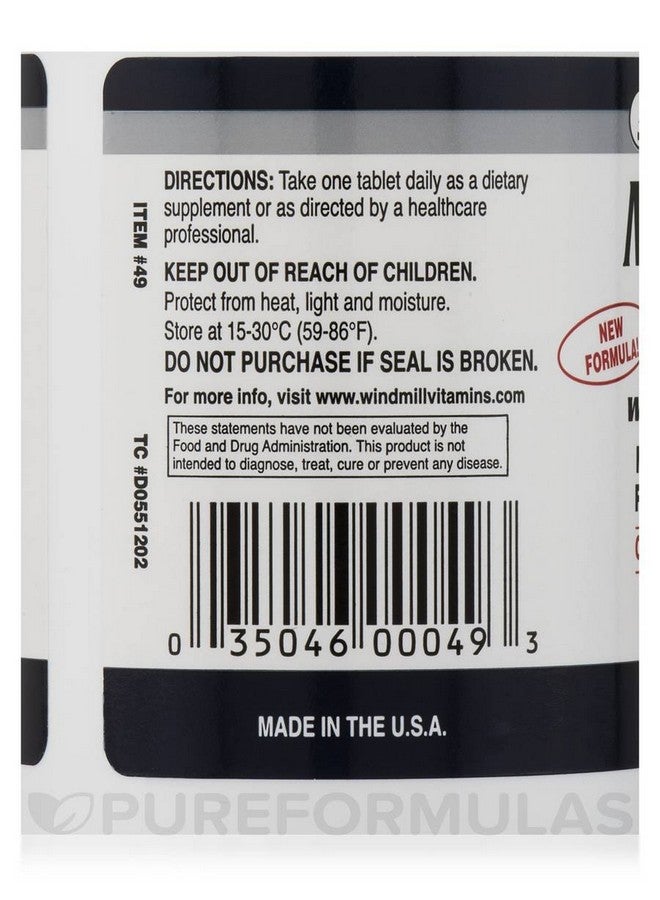 DIRECTIONS: Take one tablet daily as a dietary
supplement or as directed by a healthcare
professional.
KEEP OUT OF REACH OF CHILDREN.
Protect from heat, light and moisture.
Store at 15-30°C (59-86°F).
DO NOT PURCHASE IF SEAL IS BROKEN.
For more info, visit www.windmillvitamins.com
These statements have not been evaluated by the
Food and Drug Administration. This product is not
intended to diagnose, treat, cure or prevent any disease.
ITEM #49
TC #D0551202
0 35046 00049 3
MADE IN THE U.S.A.
NEW
FORMULA!
PUREFORMULAS